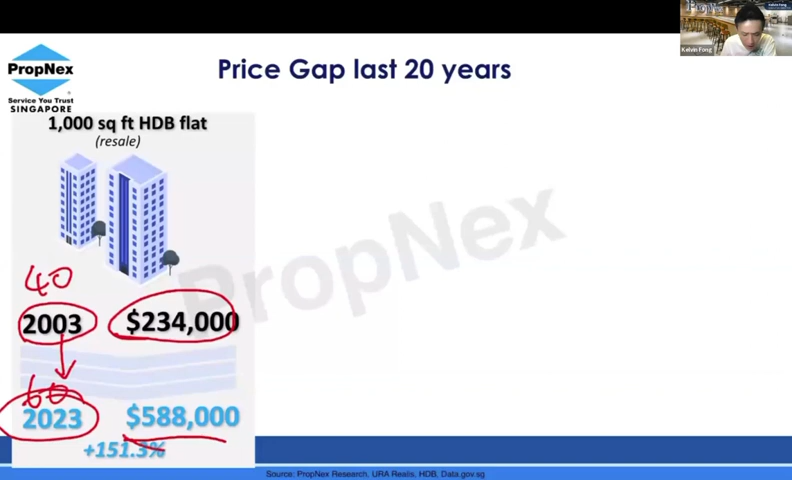 Price Gap last 20 years
PropNex
Service You Trust
SINGAPORE
1,000 sq ft HDB flat
(resale)
PropNex
40
2003 $234,000
60
2023 $588,000
+151.3%
Source: PropNex Research, URA Realis, HDB, Data.gov.sg
Kelvin Fong
Kelvin Fong